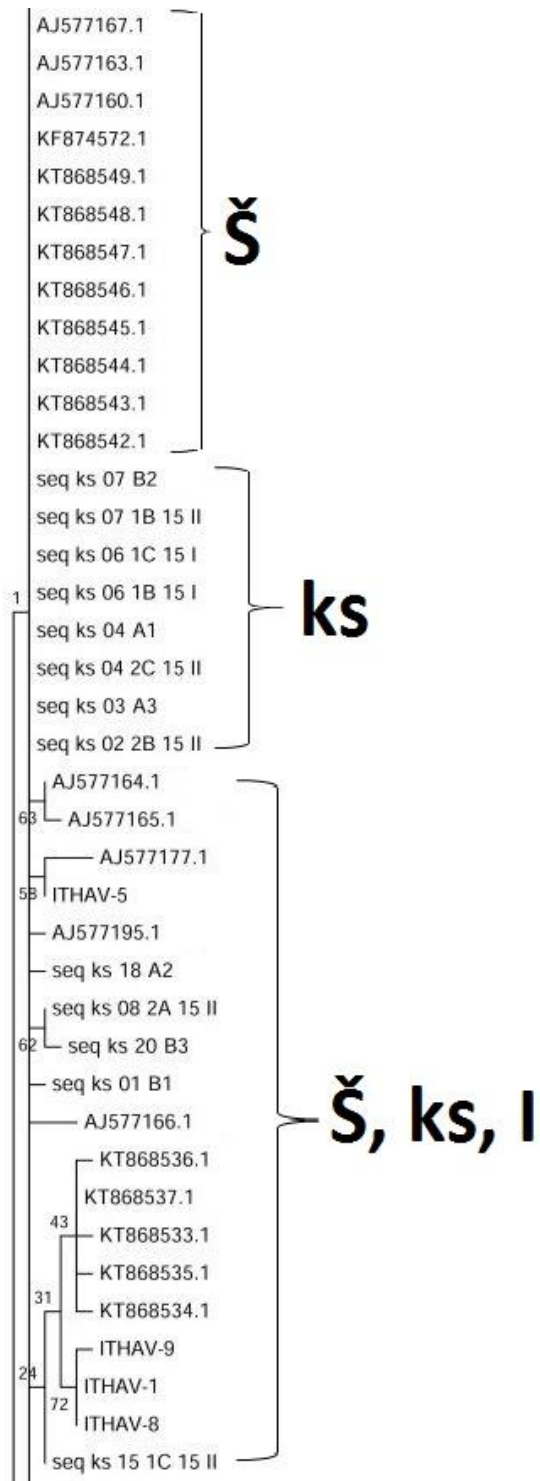 AJ577167.1
AJ577163.1
AJ577160.1
KF874572.1
KT868549.1
KT868548.1
KT868547.1
KT868546.1
KT868545.1
KT868544.1
KT868543.1
KT868542.1
Š
seq ks 07 B2
seq ks 07 1B 15 II
seq ks 06 1C 15 I
seq ks 06 1B 15 I
1
seq ks 04 A1
seq ks 04 2C 15 II
seq ks 03 A3
seq ks 02 2B 15 II
ks
AJ577164.1
63
AJ577165.1
AJ577177.1
58
ITHAV-5
AJ577195.1
seq ks 18 A2
seq ks 08 2A 15 II
62
seq ks 20 B3
seq ks 01 B1
AJ577166.1
KT868536.1
KT868537.1
43
KT868533.1
KT868535.1
31
KT868534.1
ITHAV-9
24
ITHAV-1
72
ITHAV-8
seq ks 15 1C 15 II
Š, ks, I